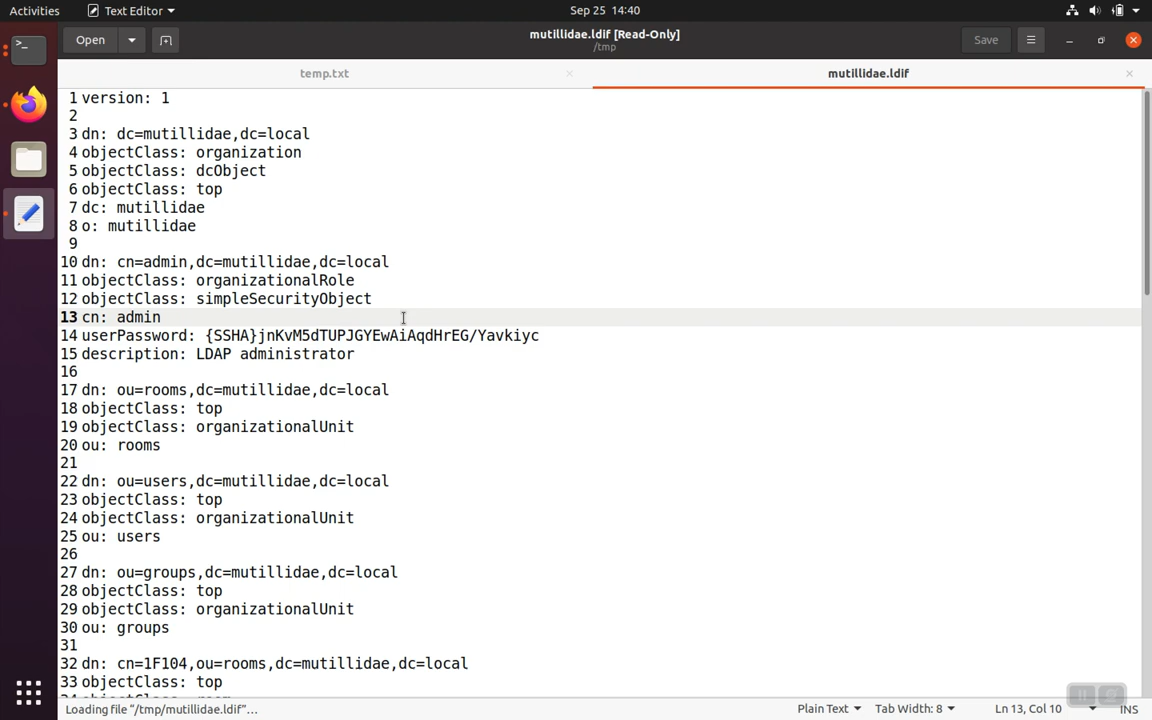 Activities Text Editor Sep 25 14:40
Open mutillidae.ldif [Read-Only] Save
/tmp
temp.txt mutillidae.ldif
1 version: 1
2
3 dn: dc=mutillidae,dc=local
4 objectClass: organization
5 objectClass: dcObject
6 objectClass: top
7 dc: mutillidae
8 o: mutillidae
9
10 dn: cn=admin,dc=mutillidae,dc=local
11 objectClass: organizationalRole
12 objectClass: simpleSecurityObject
13 cn: admin
14 userPassword: {SSHA}jnKvM5dTUPJGYEwAiAqdHrEG/Yavkiyc
15 description: LDAP administrator
16
17 dn: ou=rooms,dc=mutillidae,dc=local
18 objectClass: top
19 objectClass: organizationalUnit
20 ou: rooms
21
22 dn: ou=users,dc=mutillidae,dc=local
23 objectClass: top
24 objectClass: organizationalUnit
25 ou: users
26
27 dn: ou=groups,dc=mutillidae,dc=local
28 objectClass: top
29 objectClass: organizationalUnit
30 ou: groups
31
32 dn: cn=1F104,ou=rooms,dc=mutillidae,dc=local
33 objectClass: top
Loading file "/tmp/mutillidae.ldif"… Plain Text Tab Width: 8 Ln 13, Col 10 INS